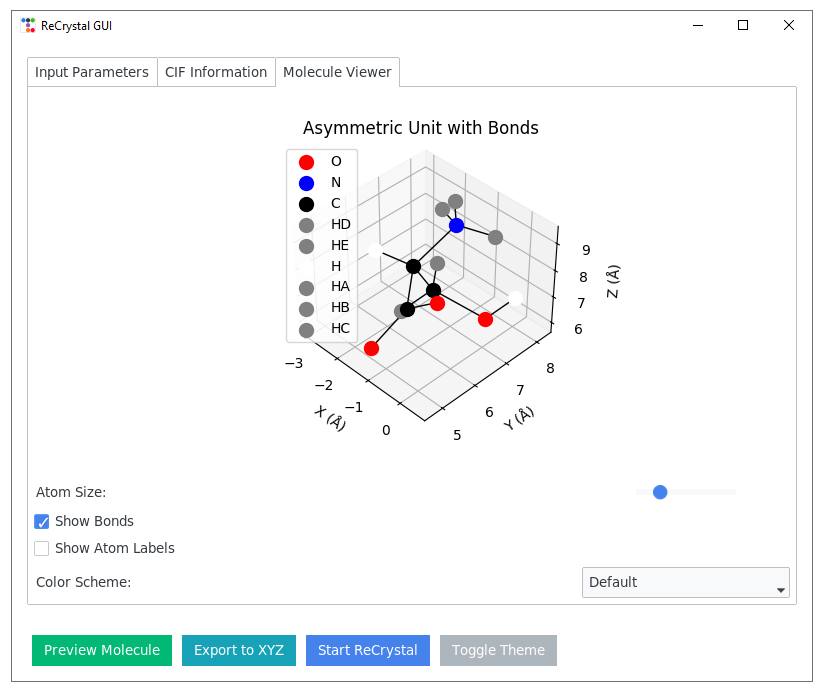 ReCrystal GUI
Input Parameters CIF Information Molecule Viewer
Asymmetric Unit with Bonds
O
N
C
HD
HE
H
HA
HB
HC
9
8
7
6
Z (Å)
−3
−2
−1
0
X (Å)
5
6
7
8
Y (Å)
Atom Size:
Show Bonds
Show Atom Labels
Color Scheme: Default
Preview Molecule Export to XYZ Start ReCrystal Toggle Theme